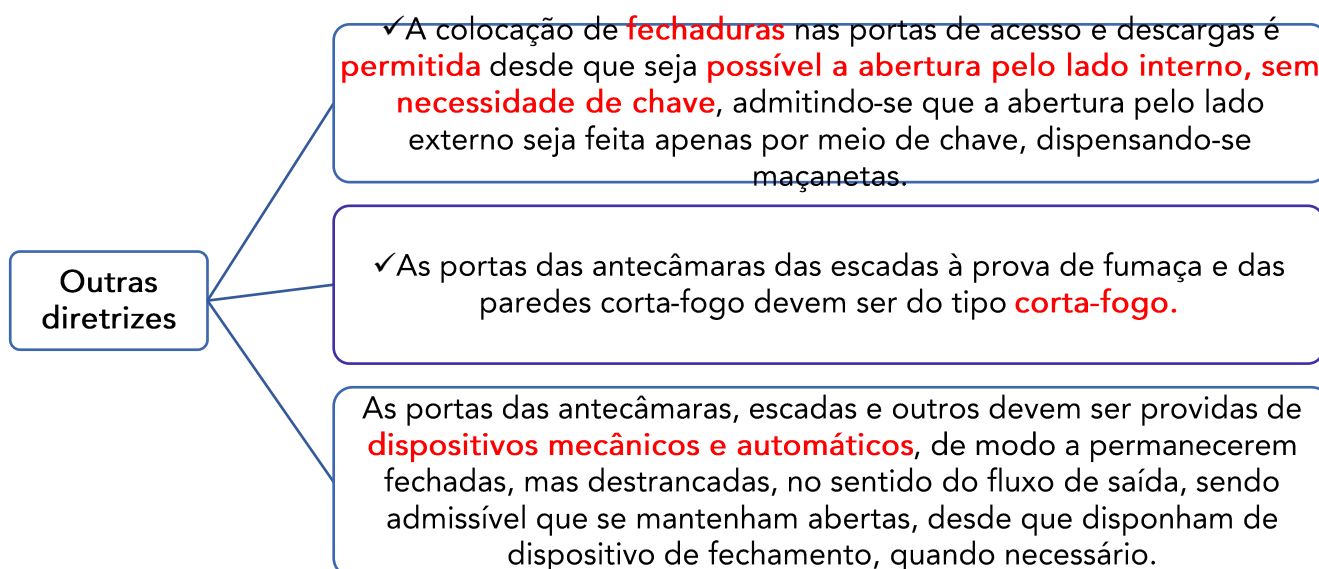 ✓A colocação de fechaduras nas portas de acesso e descargas é
permitida desde que seja possível a abertura pelo lado interno, sem
necessidade de chave, admitindo-se que a abertura pelo lado
externo seja feita apenas por meio de chave, dispensando-se
maçanetas.
Outras
diretrizes
✓As portas das antecâmaras das escadas à prova de fumaça e das
paredes corta-fogo devem ser do tipo corta-fogo.
As portas das antecâmaras, escadas e outros devem ser providas de
dispositivos mecânicos e automáticos, de modo a permanecerem
fechadas, mas destrancadas, no sentido do fluxo de saída, sendo
admissível que se mantenham abertas, desde que disponham de
dispositivo de fechamento, quando necessário.